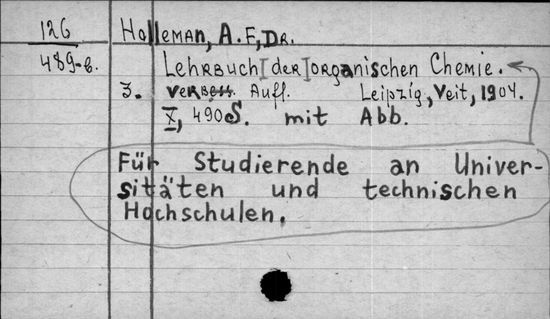 126 Holleman, A. F., Dr.
489-b. Lehrbuch [der] organischen Chemie.
3. verbess. Aufl. Leipzig, Veit, 1904.
X, 490 S. mit Abb.
Für Studierende an Univer-
sitäten und technischen
Hochschulen.